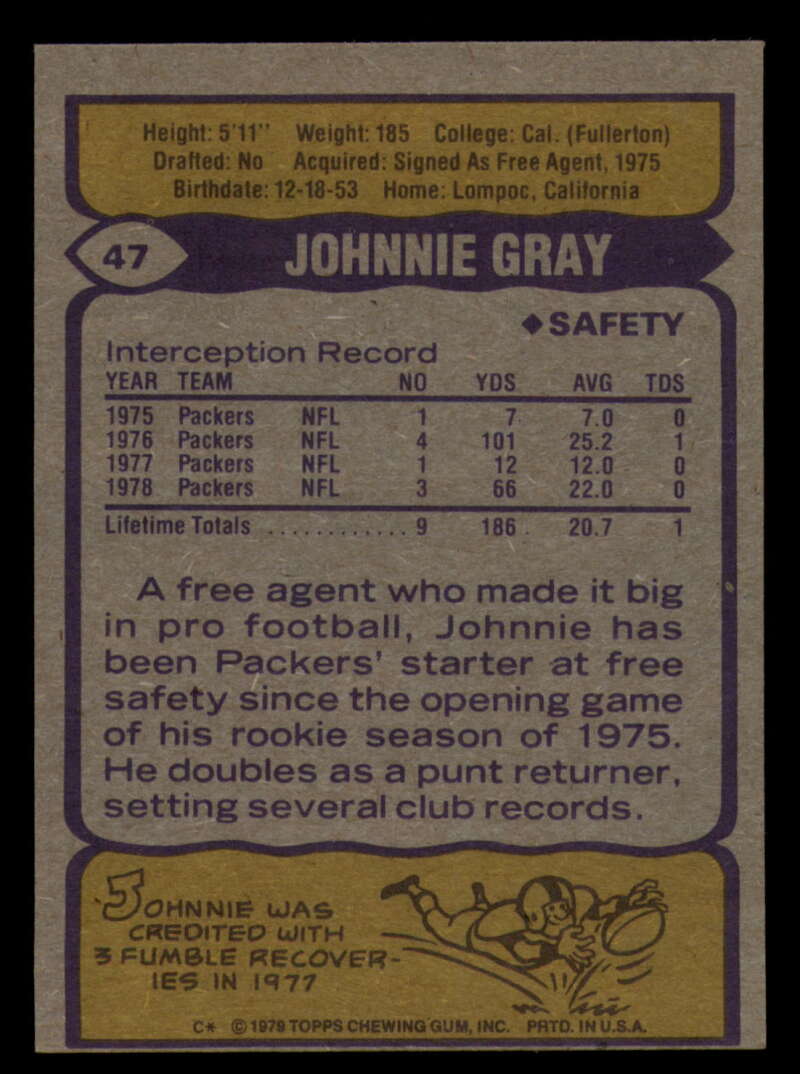 Height: 5'11" Weight: 185 College: Cal. (Fullerton)
Drafted: No Acquired: Signed As Free Agent, 1975
Birthdate: 12-18-53 Home: Lompoc, California
47 JOHNNIE GRAY
◆SAFETY
Interception Record
YEAR TEAM NO YDS AVG TDS
1975 Packers NFL 1 7 7.0 0
1976 Packers NFL 4 101 25.2 1
1977 Packers NFL 1 12 12.0 0
1978 Packers NFL 3 66 22.0 0
Lifetime Totals ............ 9 186 20.7 1
A free agent who made it big
in pro football, Johnnie has
been Packers' starter at free
safety since the opening game
of his rookie season of 1975.
He doubles as a punt returner,
setting several club records.
JOHNNIE WAS
CREDITED WITH
3 FUMBLE RECOVER-
IES IN 1977
C* © 1979 TOPPS CHEWING GUM, INC. PRTD. IN U.S.A.